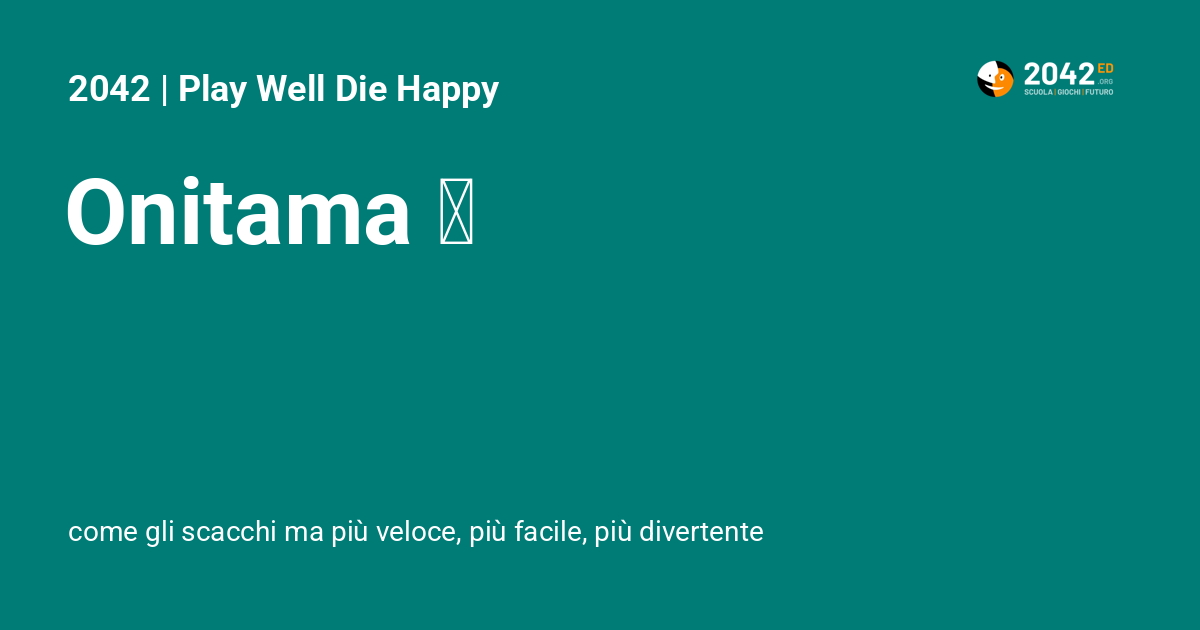 2042 | Play Well Die Happy
2042 ED
.ORG
SCUOLA | GIOCHI | FUTURO
Onitama
come gli scacchi ma più veloce, più facile, più divertente